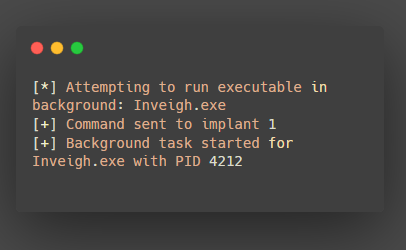 [*] Attempting to run executable in
background: Inveigh.exe
[+] Command sent to implant 1
[+] Background task started for
Inveigh.exe with PID 4212